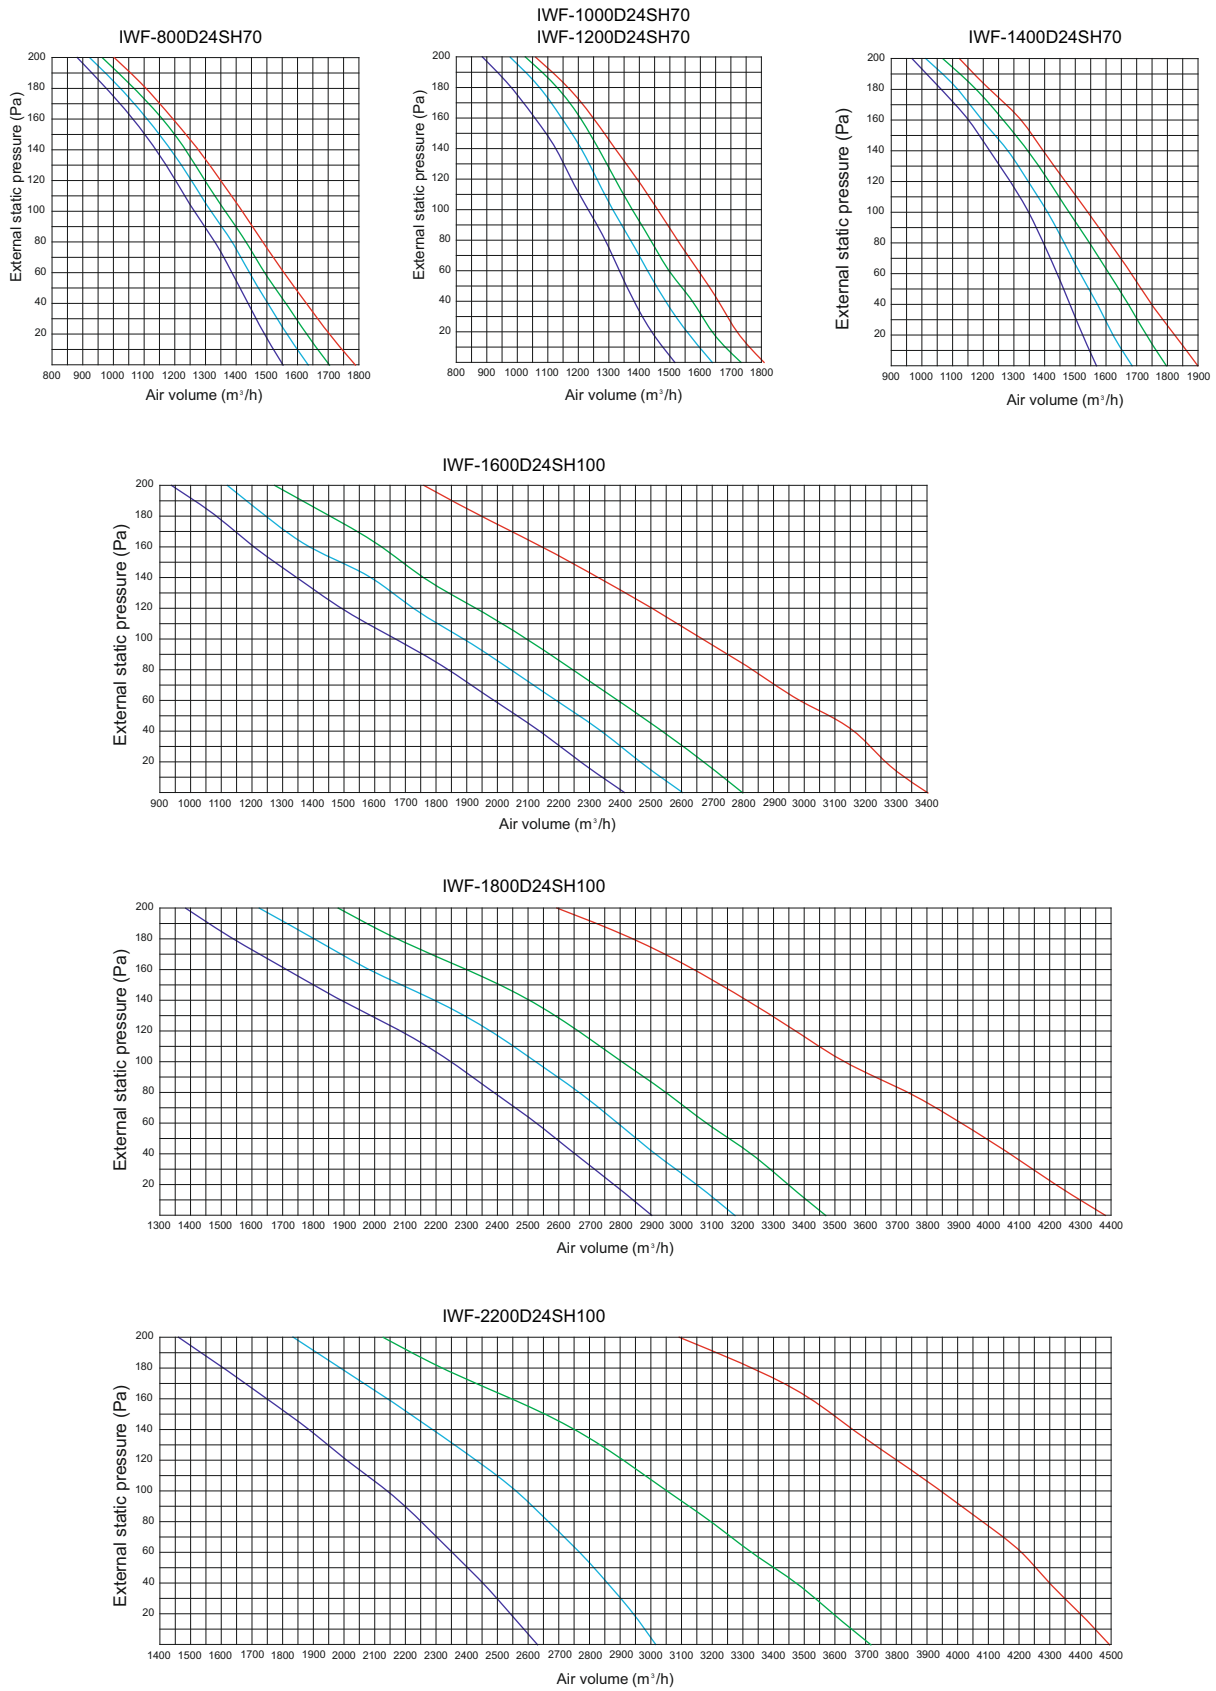 IWF-800D24SH70
External static pressure (Pa)
200
180
160
140
120
100
80
60
40
20
800 900 1000 1100 1200 1300 1400 1500 1600 1700 1800
Air volume (m³/h)
IWF-1000D24SH70
IWF-1200D24SH70
External static pressure (Pa)
200
180
160
140
120
100
80
60
40
20
800 900 1000 1100 1200 1300 1400 1500 1600 1700 1800
Air volume (m³/h)
IWF-1400D24SH70
External static pressure (Pa)
200
180
160
140
120
100
80
60
40
20
900 1000 1100 1200 1300 1400 1500 1600 1700 1800 1900
Air volume (m³/h)
IWF-1600D24SH100
External static pressure (Pa)
200
180
160
140
120
100
80
60
40
20
900 1000 1100 1200 1300 1400 1500 1600 1700 1800 1900 2000 2100 2200 2300 2400 2500 2600 2700 2800 2900 3000 3100 3200 3300 3400
Air volume (m³/h)
IWF-1800D24SH100
External static pressure (Pa)
200
180
160
140
120
100
80
60
40
20
1300 1400 1500 1600 1700 1800 1900 2000 2100 2200 2300 2400 2500 2600 2700 2800 2900 3000 3100 3200 3300 3400 3500 3600 3700 3800 3900 4000 4100 4200 4300 4400
Air volume (m³/h)
IWF-2200D24SH100
External static pressure (Pa)
200
180
160
140
120
100
80
60
40
20
1400 1500 1600 1700 1800 1900 2000 2100 2200 2300 2400 2500 2600 2700 2800 2900 3000 3100 3200 3300 3400 3500 3600 3700 3800 3900 4000 4100 4200 4300 4400 4500
Air volume (m³/h)